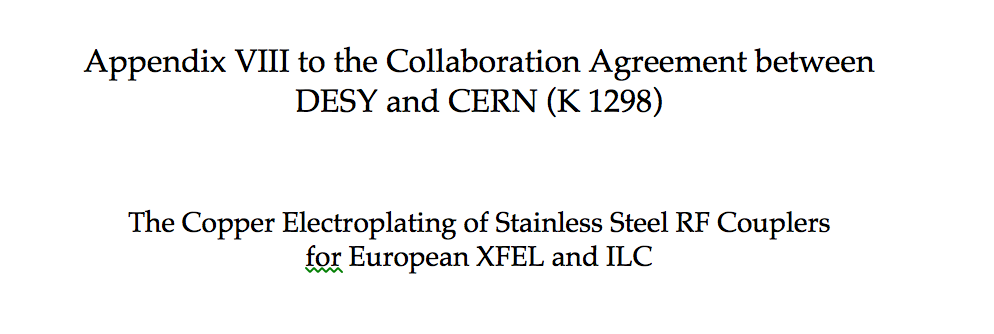 Appendix VIII to the Collaboration Agreement between
DESY and CERN (K 1298)
The Copper Electroplating of Stainless Steel RF Couplers
for European XFEL and ILC